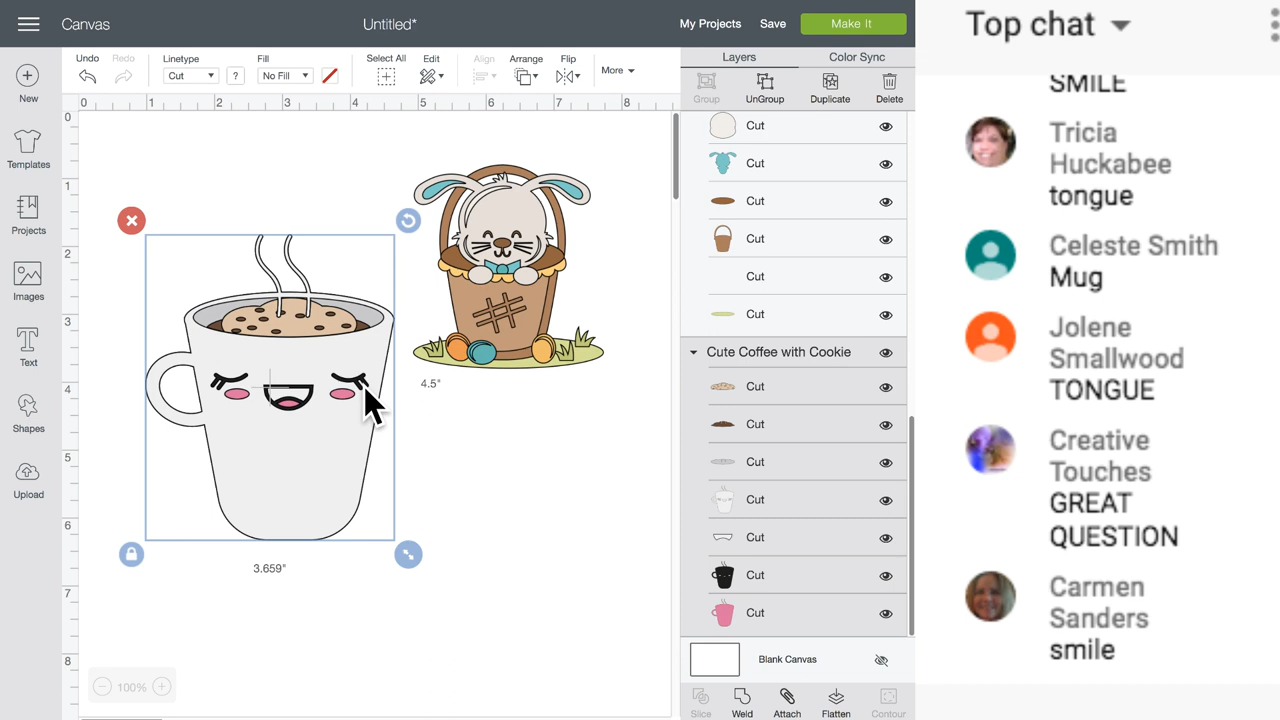 Canvas
Untitled*
My Projects
Save
Make It
Undo
Redo
Linetype
Cut
?
Fill
No Fill
Select All
Edit
Align
Arrange
Flip
More
Layers
Color Sync
Group
UnGroup
Duplicate
Delete
New
Templates
Projects
Images
Text
Shapes
Upload
0 1 2 3 4 5 6 7 8
0
1
2
3
4
5
6
7
8
4.5"
3.659"
100%
Cut
Cut
Cut
Cut
Cut
Cut
Cute Coffee with Cookie
Cut
Cut
Cut
Cut
Cut
Cut
Cut
Blank Canvas
Slice
Weld
Attach
Flatten
Contour
Top chat
SMILE
Tricia
Huckabee
tongue
Celeste Smith
Mug
Jolene
Smallwood
TONGUE
Creative
Touches
GREAT
QUESTION
Carmen
Sanders
smile